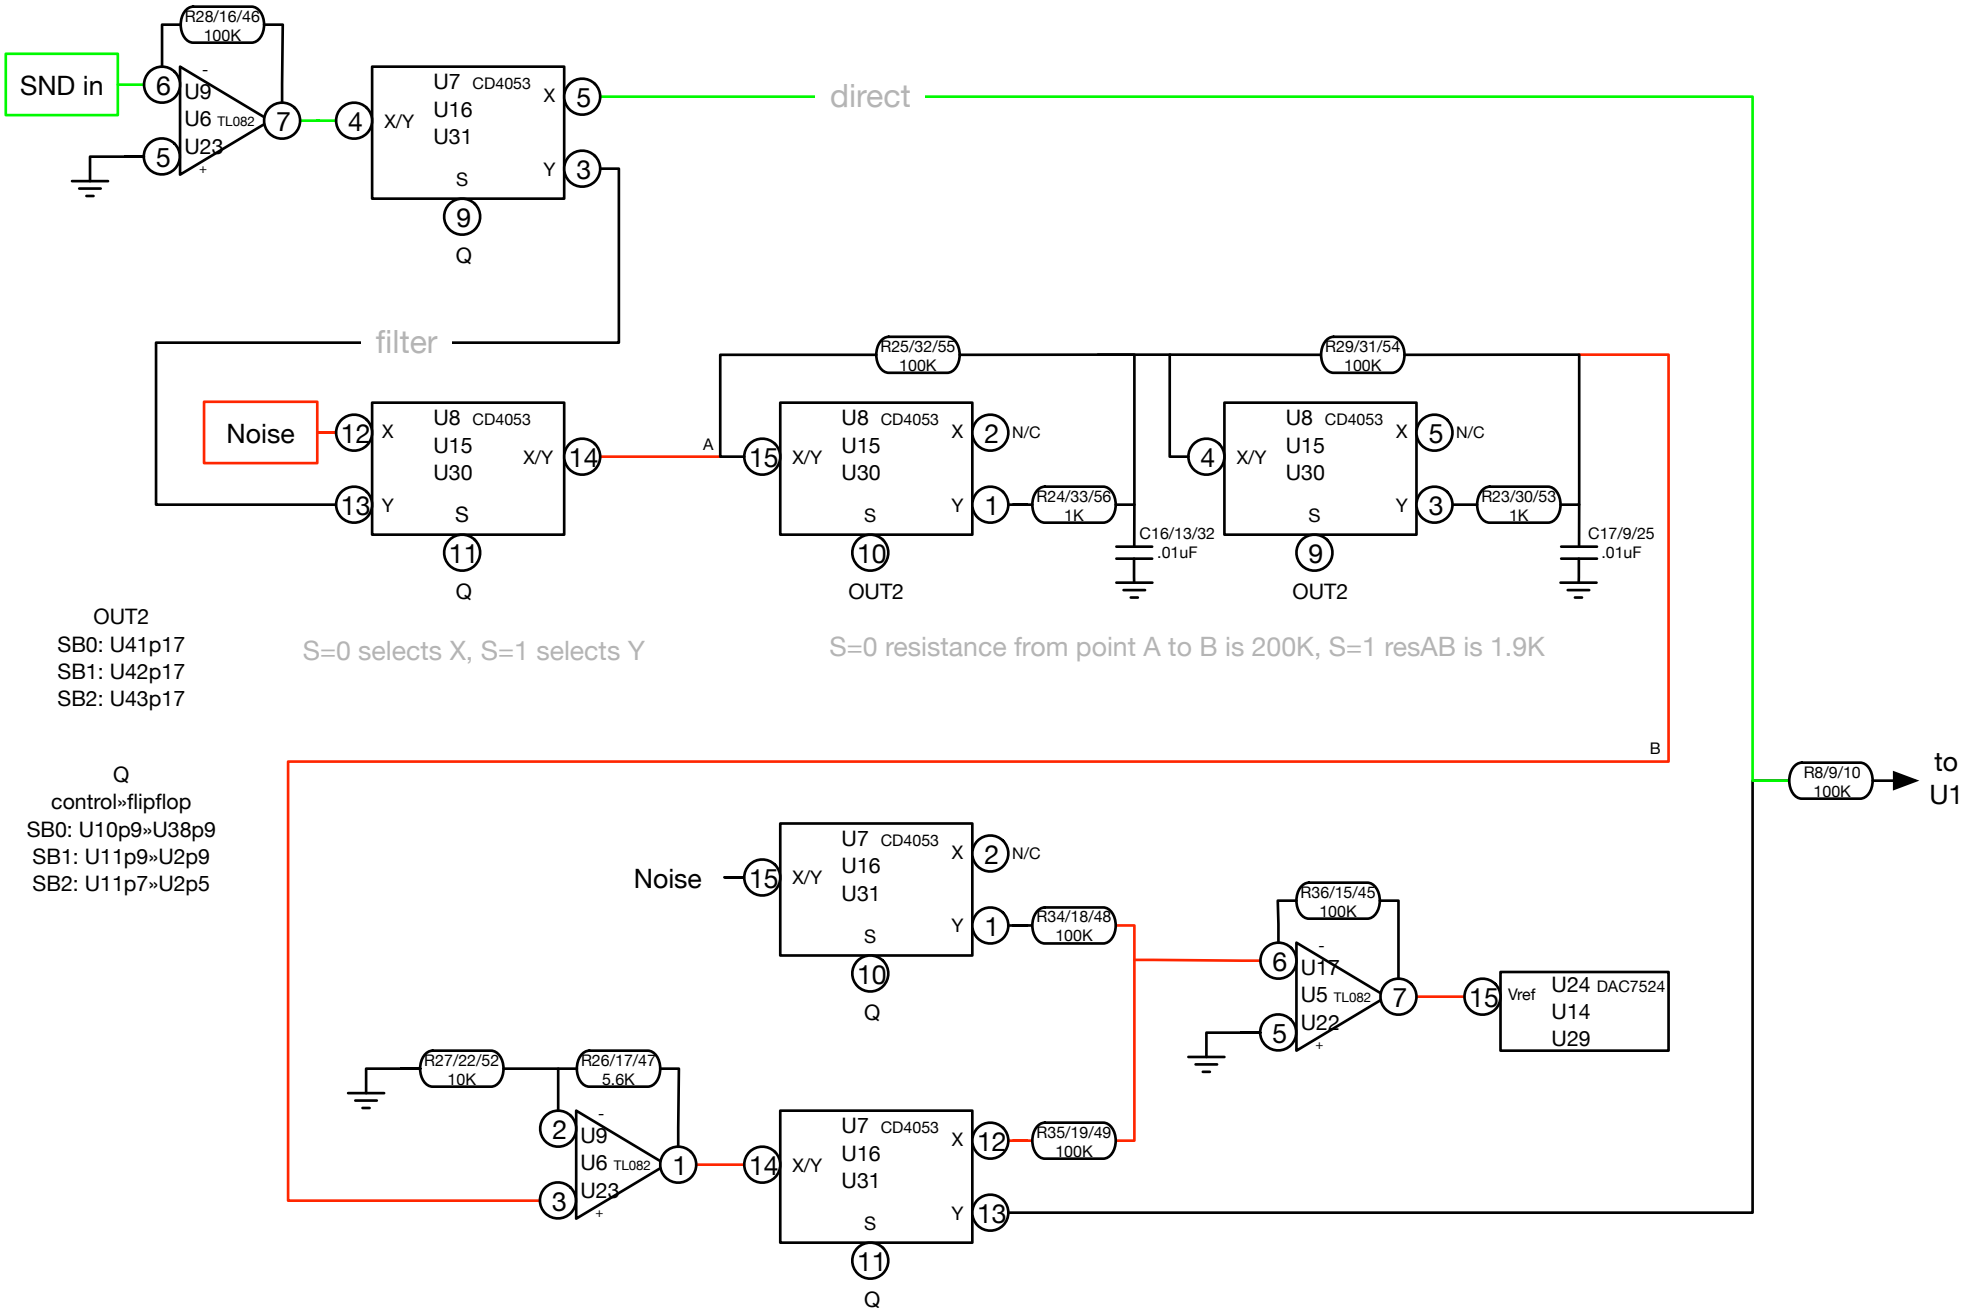 R28/16/46
100K
SND in
6
-
U9
U6 TL082
U23
+
5
7
4
X/Y
U7 CD4053
U16
U31
X
5
Y
3
S
9
Q
direct
filter
Noise
12
X
13
Y
U8 CD4053
U15
U30
X/Y
14
S
11
Q
A
R25/32/55
100K
15
X/Y
U8 CD4053
U15
U30
X
2
N/C
Y
1
R24/33/56
1K
S
10
OUT2
C16/13/32
.01uF
R29/31/54
100K
4
X/Y
U8 CD4053
U15
U30
X
5
N/C
Y
3
R23/30/53
1K
S
9
OUT2
C17/9/25
.01uF
OUT2
SB0: U41p17
SB1: U42p17
SB2: U43p17
S=0 selects X, S=1 selects Y
S=0 resistance from point A to B is 200K, S=1 resAB is 1.9K
B
Q
control»flipflop
SB0: U10p9»U38p9
SB1: U11p9»U2p9
SB2: U11p7»U2p5
R8/9/10
100K
to
U1
Noise
15
X/Y
U7 CD4053
U16
U31
X
2
N/C
Y
1
R34/18/48
100K
S
10
Q
R36/15/45
100K
6
-
U17
U5 TL082
U22
+
5
7
15
Vref
U24 DAC7524
U14
U29
R27/22/52
10K
R26/17/47
5.6K
2
-
U9
U6 TL082
U23
+
3
1
14
X/Y
U7 CD4053
U16
U31
X
12
R35/19/49
100K
Y
13
S
11
Q